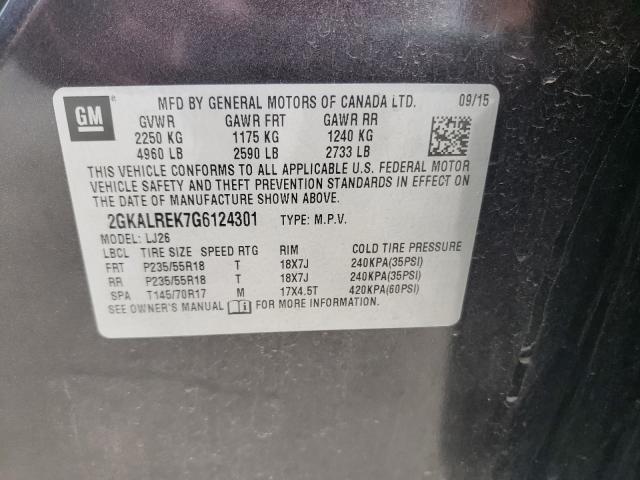 GM ® MFD BY GENERAL MOTORS OF CANADA LTD. 09/15
GVWR GAWR FRT GAWR RR
2250 KG 1175 KG 1240 KG
4960 LB 2590 LB 2733 LB
THIS VEHICLE CONFORMS TO ALL APPLICABLE U.S. FEDERAL MOTOR
VEHICLE SAFETY AND THEFT PREVENTION STANDARDS IN EFFECT ON
THE DATE OF MANUFACTURE SHOWN ABOVE.
2GKALREK7G6124301 TYPE: M.P.V.
MODEL: LJ26
LBCL TIRE SIZE SPEED RTG RIM COLD TIRE PRESSURE
FRT P235/55R18 T 18X7J 240KPA(35PSI)
RR P235/55R18 T 18X7J 240KPA(35PSI)
SPA T145/70R17 M 17X4.5T 420KPA(60PSI)
SEE OWNER'S MANUAL FOR MORE INFORMATION.